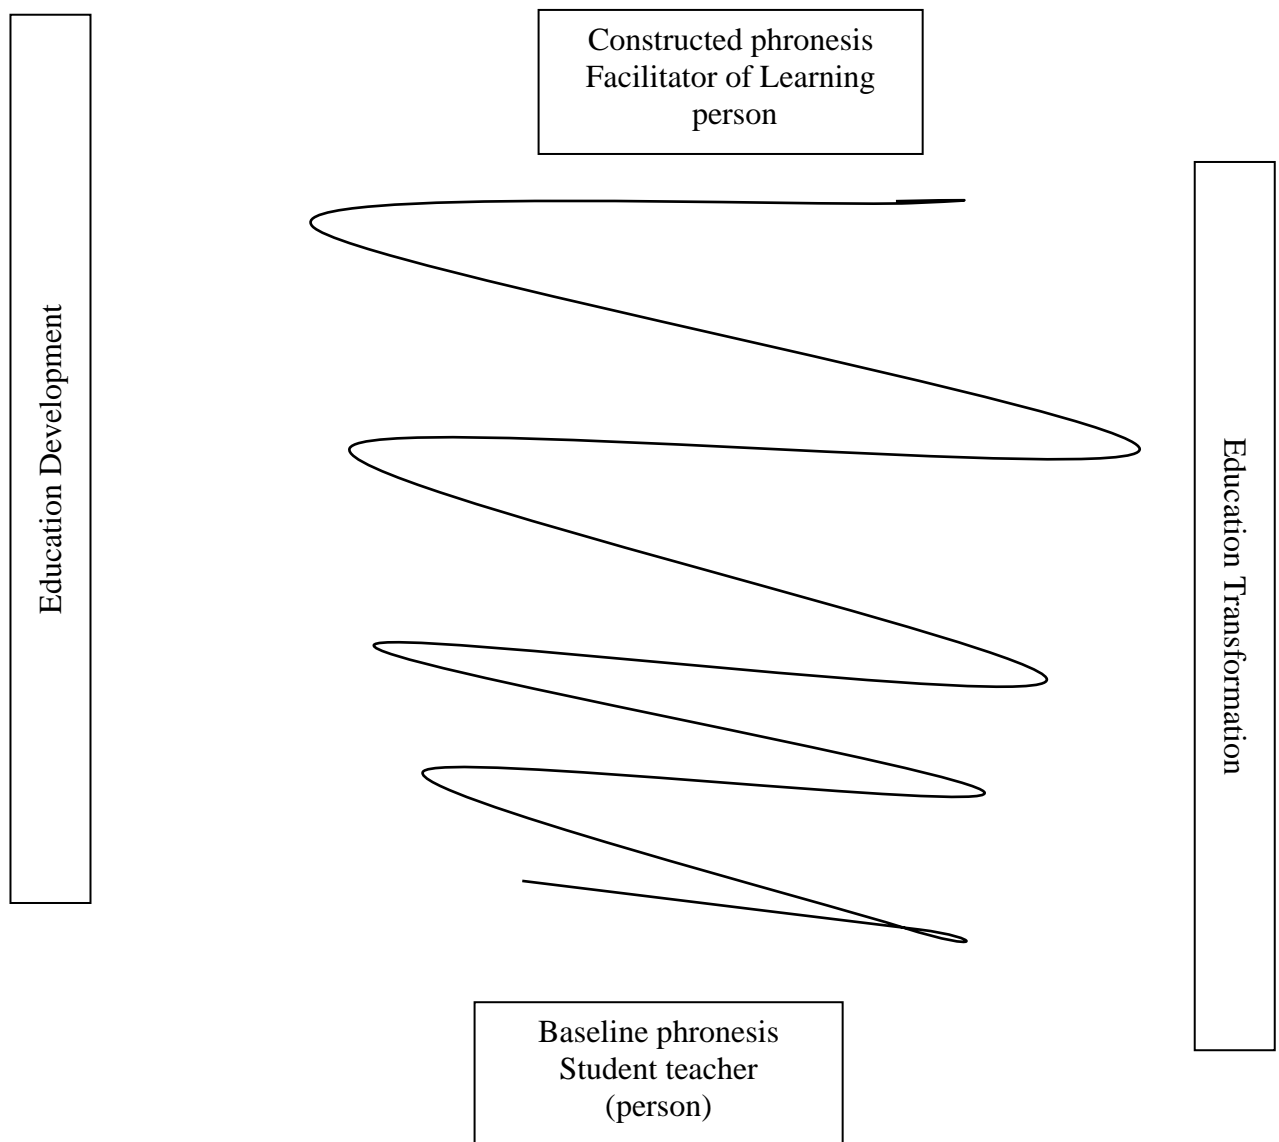 Constructed phronesis
Facilitator of Learning
person
Education Development
Education Transformation
Baseline phronesis
Student teacher
(person)